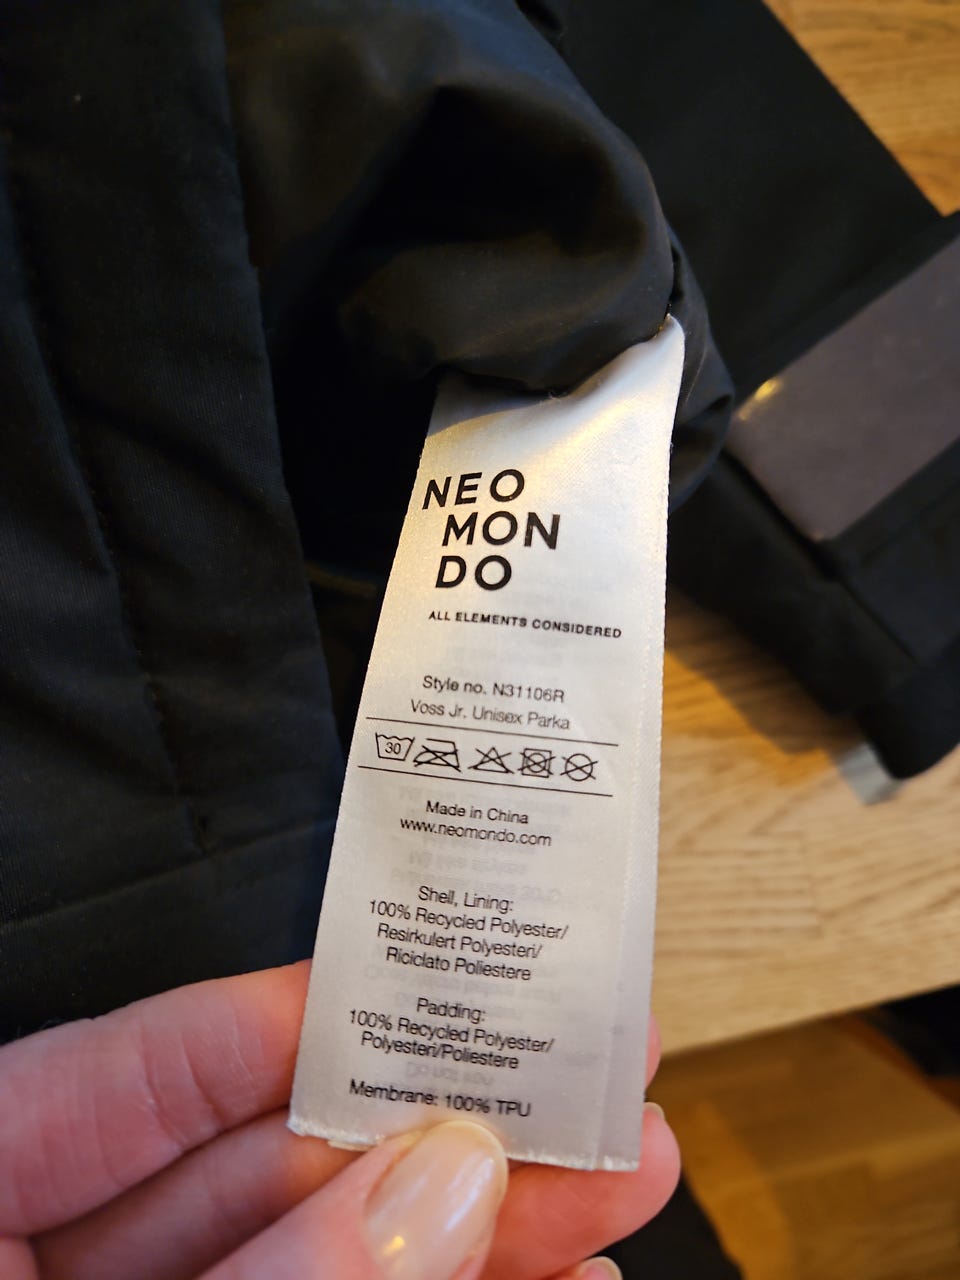 NEO
MON
DO
ALL ELEMENTS CONSIDERED
Style no. N31106R
Voss Jr. Unisex Parka
30
Made in China
www.neomondo.com
Shell, Lining:
100% Recycled Polyester/
Resirkulert Polyesteri/
Riciclato Poliestere
Padding:
100% Recycled Polyester/
Polyesteri/Poliestere
Membrane: 100% TPU